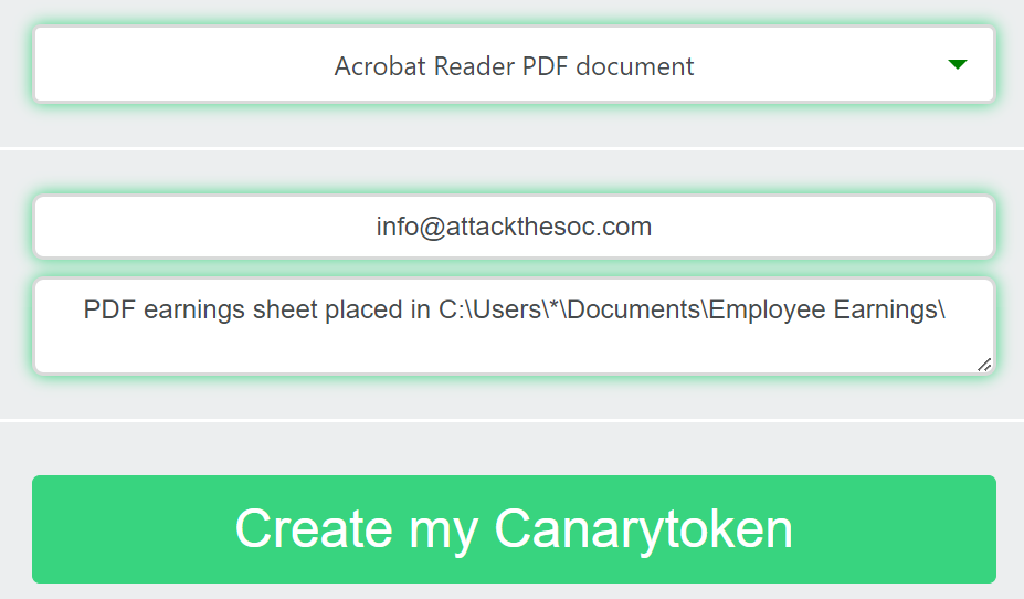 Acrobat Reader PDF document
info@attackthesoc.com
PDF earnings sheet placed in C:\Users\*\Documents\Employee Earnings\
Create my Canarytoken